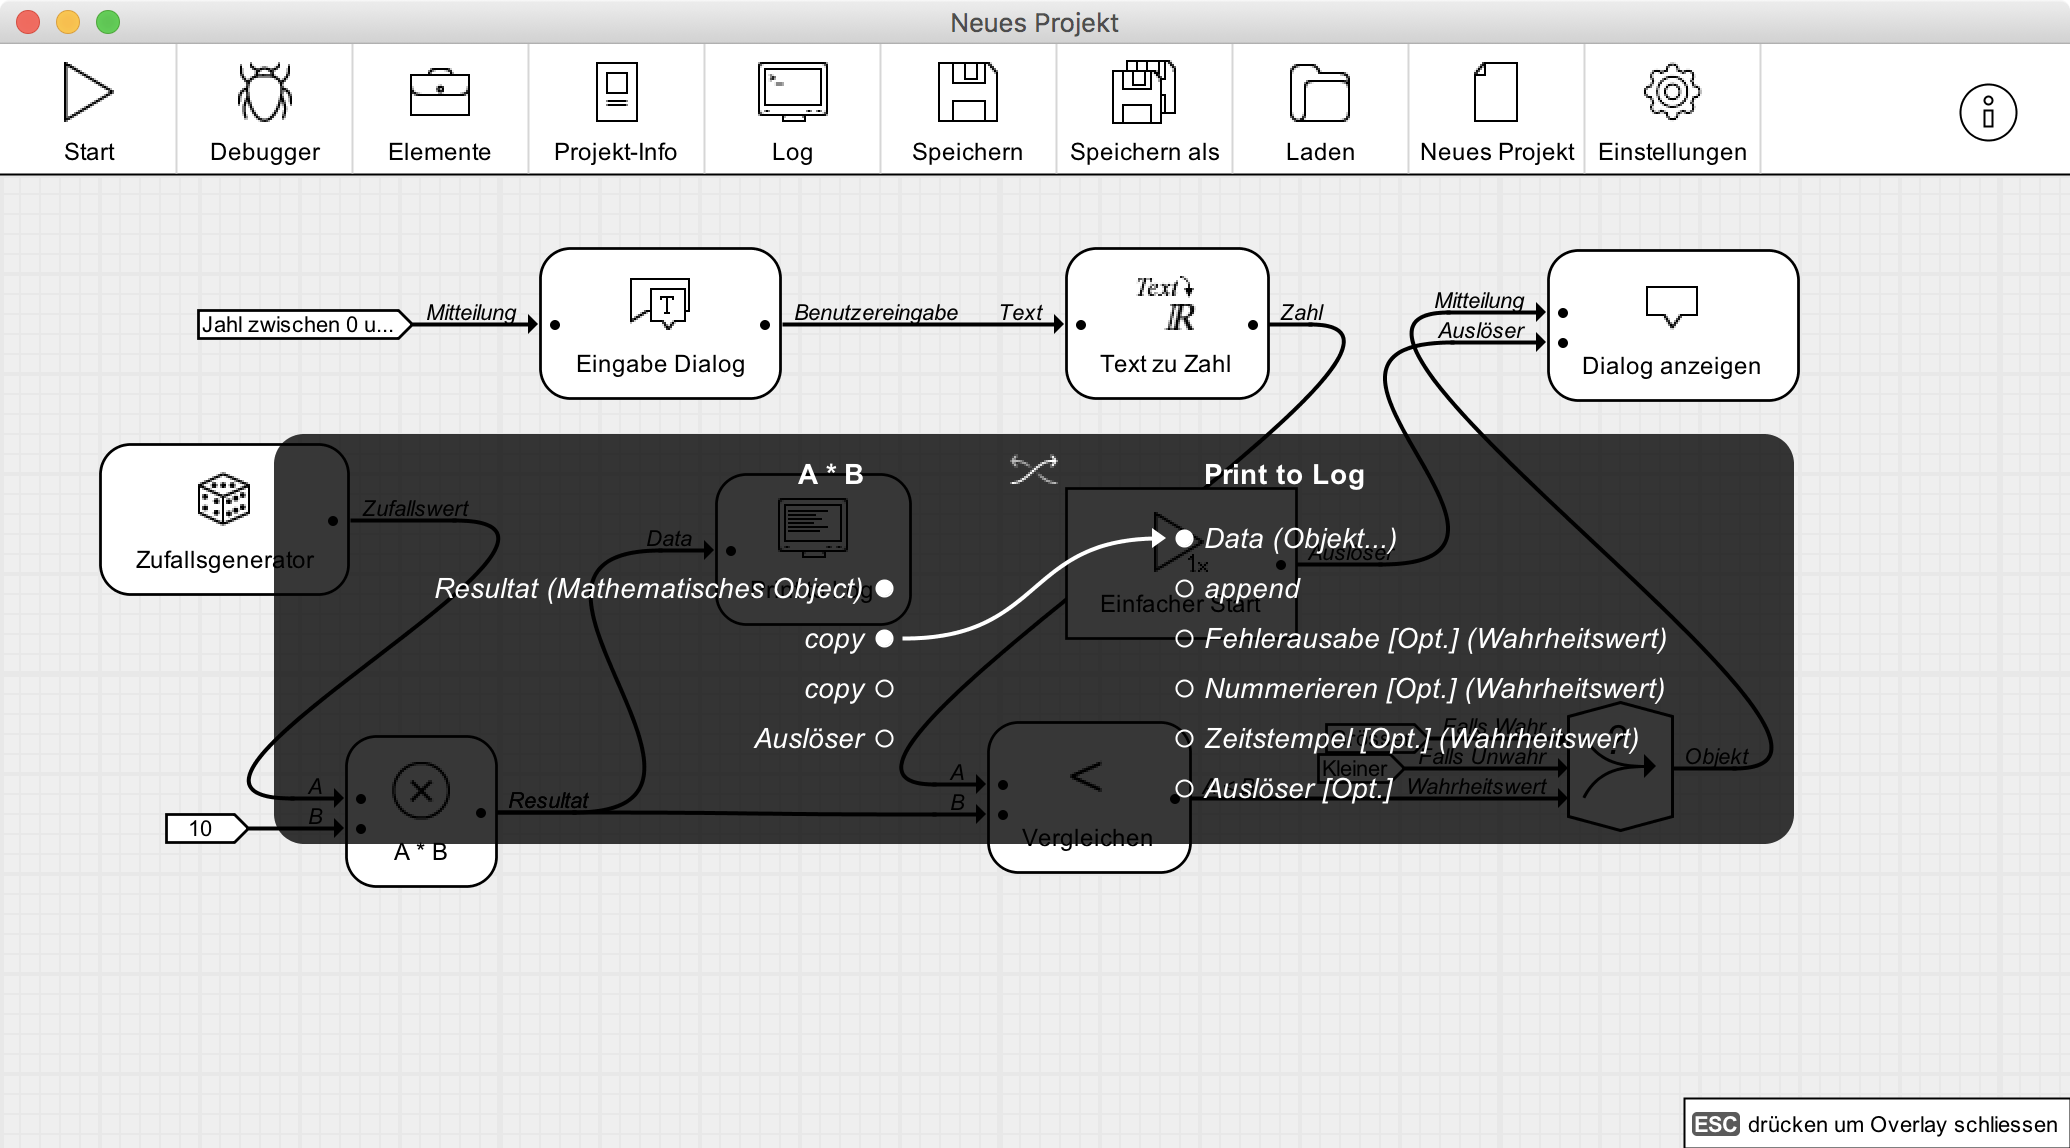 Neues Projekt
Start
Debugger
Elemente
Projekt-Info
Log
Speichern
Speichern als
Laden
Neues Projekt
Einstellungen
Jahl zwischen 0 u...
Mitteilung
T
Eingabe Dialog
Benutzereingabe
Text
Text
R
Text zu Zahl
Zahl
Mitteilung
Auslöser
Dialog anzeigen
Zufallsgenerator
Zufallswert
A * B
Print to Log
Data
Data (Objekt...)
Auslöser
1x
Resultat (Mathematisches Object)
append
Einfacher Start
copy
Fehlerausabe [Opt.] (Wahrheitswert)
copy
Nummerieren [Opt.] (Wahrheitswert)
Auslöser
Zeitstempel [Opt.] (Wahrheitswert)
Falls Wahr
Kleiner
Falls Unwahr
Objekt
Auslöser [Opt.]
Wahrheitswert
A
B
10
Resultat
A * B
A
B
<
Vergleichen
?
ESC drücken um Overlay schliessen